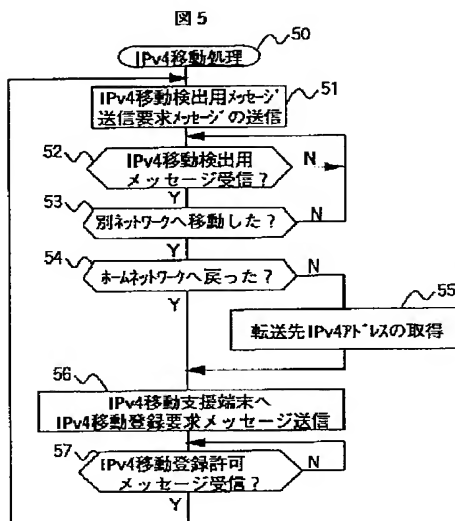 図5
50
IPv4移動処理
51
IPv4移動検出用メッセージ
送信要求メッセージの送信
52
IPv4移動検出用
メッセージ受信?
N
Y
53
別ネットワークへ移動した?
N
Y
54
ホームネットワークへ戻った?
N
Y
55
転送先IPv4アドレスの取得
56
IPv4移動支援端末へ
IPv4移動登録要求メッセージ送信
57
IPv4移動登録許可
メッセージ受信?
N
Y